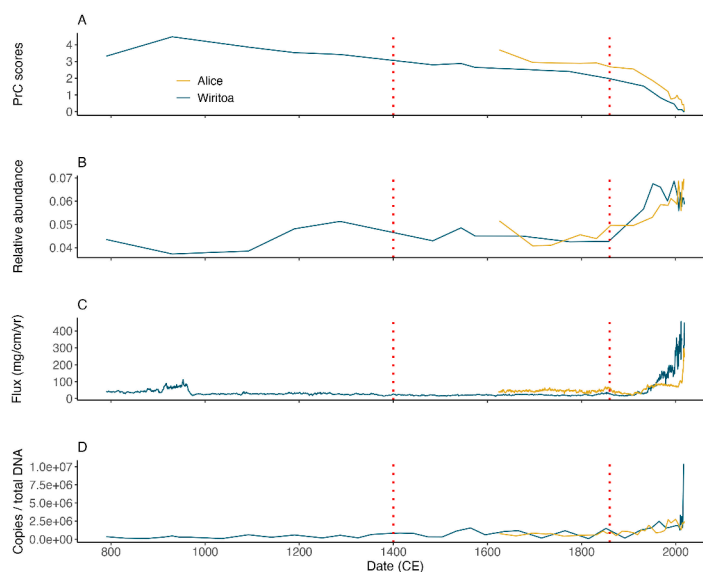 A
PrC scores
4
3
2
1
0
Alice
Wiritoa
B
Relative abundance
0.07
0.06
0.05
0.04
C
Flux (mg/cm/yr)
400
300
200
100
0
D
Copies / total DNA
1.0e+07
7.5e+06
5.0e+06
2.5e+06
0.0e+00
800 1000 1200 1400 1600 1800 2000
Date (CE)